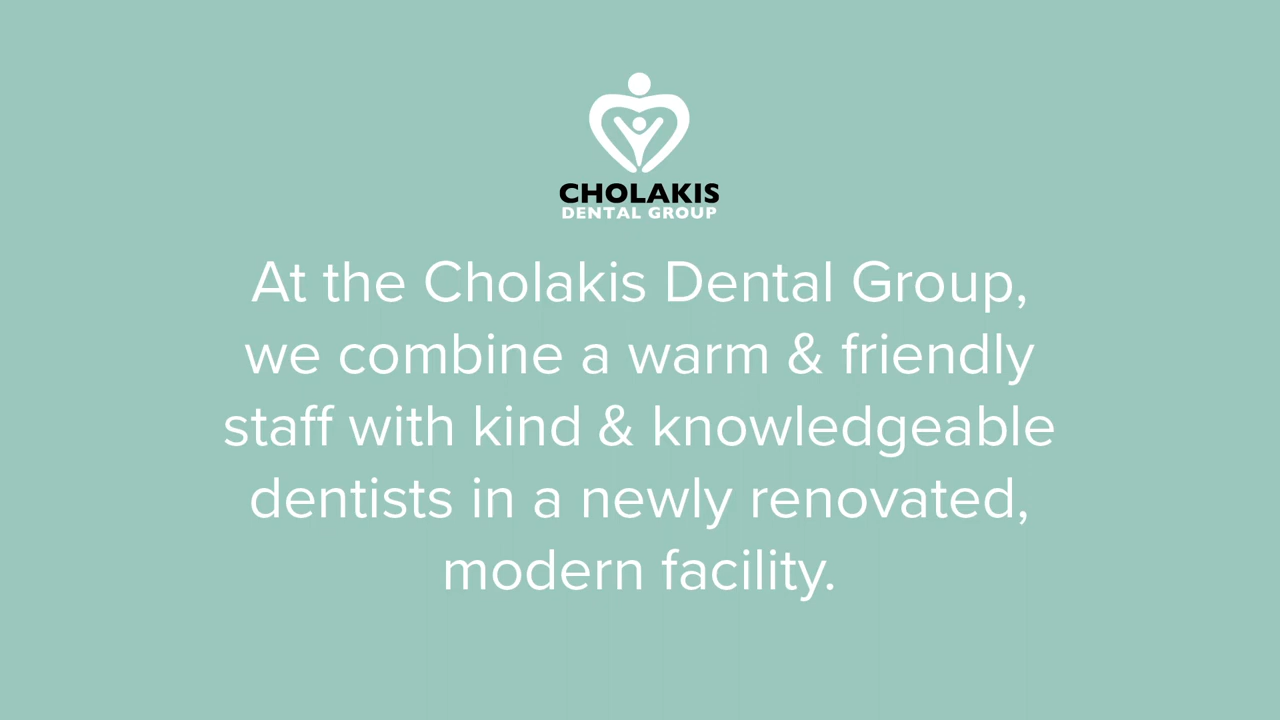 CHOLAKIS
DENTAL GROUP
At the Cholakis Dental Group,
we combine a warm & friendly
staff with kind & knowledgeable
dentists in a newly renovated,
modern facility.